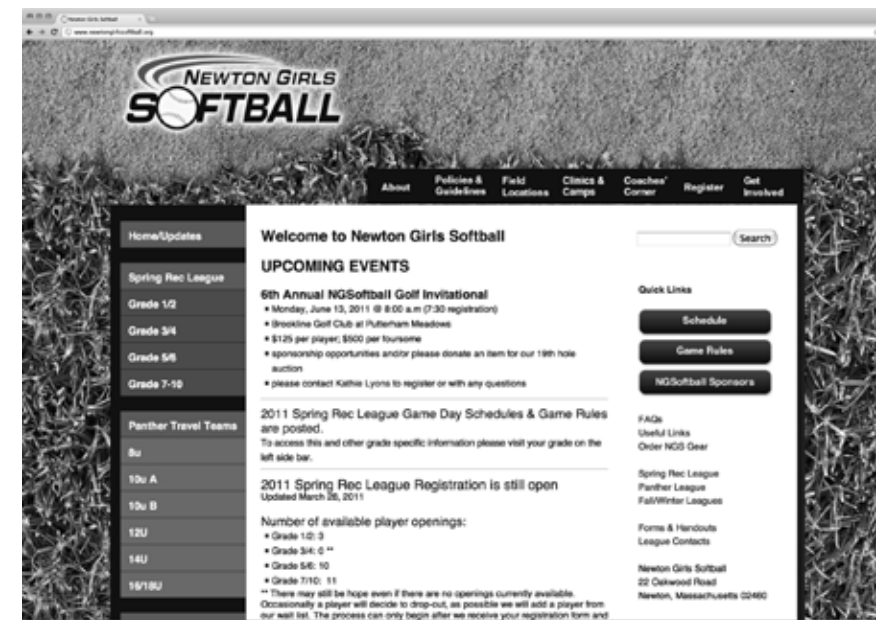 Newton Girls Softball
www.newtongirlssoftball.org
NEWTON GIRLS
SOFTBALL
About
Policies &
Guidelines
Field
Locations
Clinics &
Camps
Coaches'
Corner
Register
Get
Involved
Home/Updates
Spring Rec League
Grade 1/2
Grade 3/4
Grade 5/6
Grade 7-10
Panther Travel Teams
8u
10u A
10u B
12U
14U
16/18U
Welcome to Newton Girls Softball
UPCOMING EVENTS
6th Annual NGSoftball Golf Invitational
• Monday, June 13, 2011 @ 8:00 a.m (7:30 registration)
• Brookline Golf Club at Putterham Meadows
• $125 per player; $500 per foursome
• sponsorship opportunities and/or please donate an item for our 19th hole
auction
• please contact Kathie Lyons to register or with any questions
2011 Spring Rec League Game Day Schedules & Game Rules
are posted.
To access this and other grade specific information please visit your grade on the
left side bar.
2011 Spring Rec League Registration is still open
Updated March 28, 2011
Number of available player openings:
• Grade 1/2: 3
• Grade 3/4: 0 **
• Grade 5/6: 10
• Grade 7/10: 11
** There may still be hope even if there are no openings currently available.
Occasionally a player will decide to drop-out, as possible we will add a player from
our wait list. The process can only begin after we receive your registration form and
Search
Quick Links
Schedule
Game Rules
NGSoftball Sponsors
FAQs
Useful Links
Order NGS Gear
Spring Rec League
Panther League
Fall/Winter Leagues
Forms & Handouts
League Contacts
Newton Girls Softball
22 Oakwood Road
Newton, Massachusetts 02460